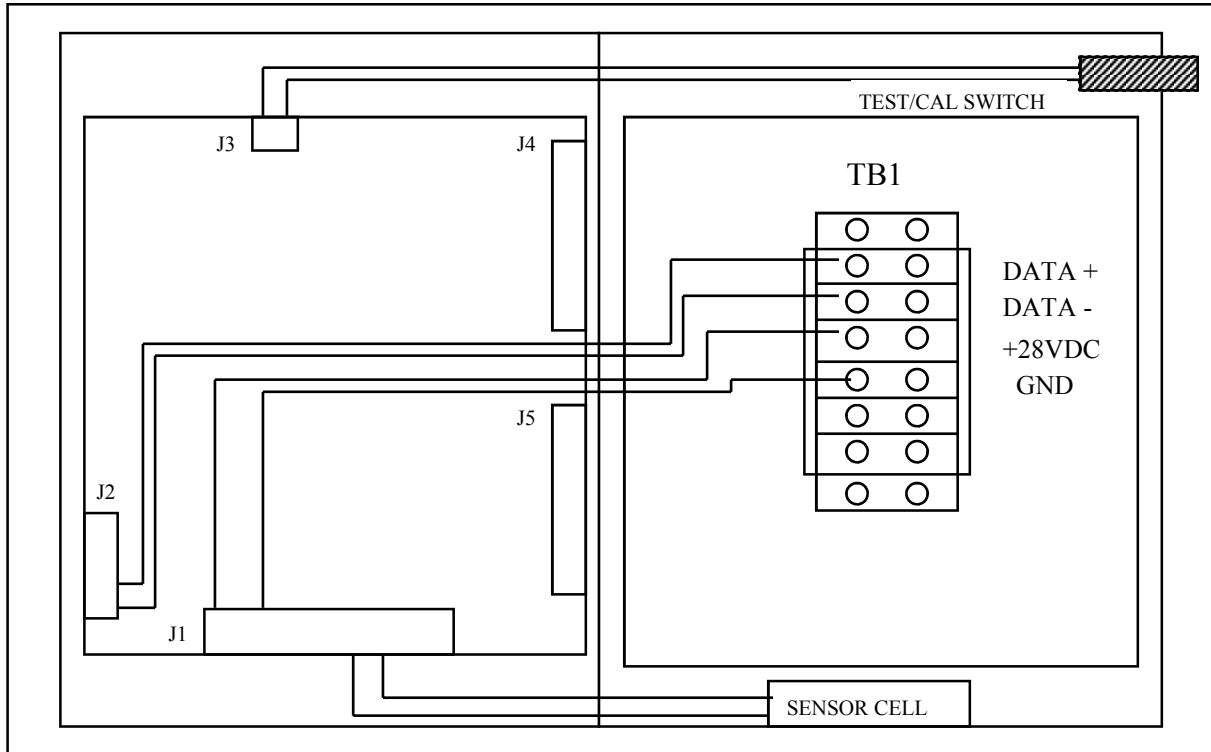 TEST/CAL SWITCH
J3
J4
TB1
DATA +
DATA -
+28VDC
GND
J5
J2
J1
SENSOR CELL